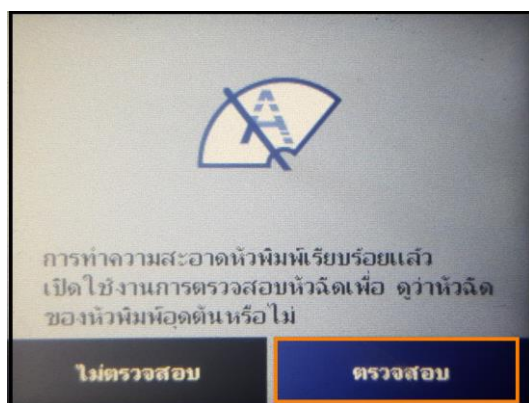 การทำความสะอาดหัวพิมพ์เรียบร้อยแล้ว
เปิดใช้งานการตรวจสอบหัวฉีดเพื่อ ดูว่าหัวฉีด
ของหัวพิมพ์อุดตันหรือไม่
ไม่ตรวจสอบ
ตรวจสอบ